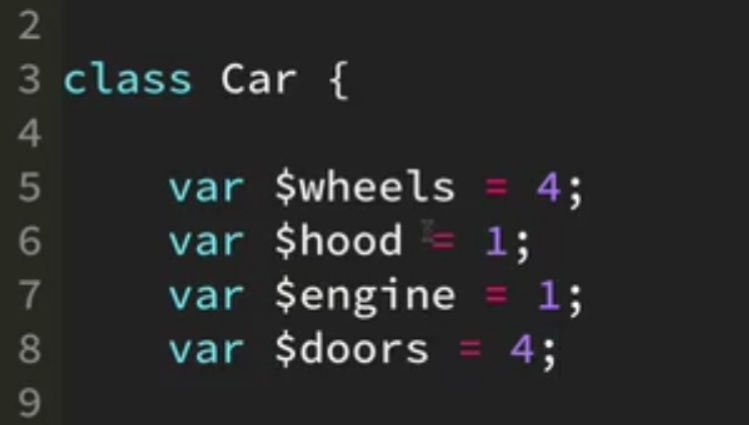 2
3 class Car {
4
5 var $wheels = 4;
6 var $hood = 1;
7 var $engine = 1;
8 var $doors = 4;
9